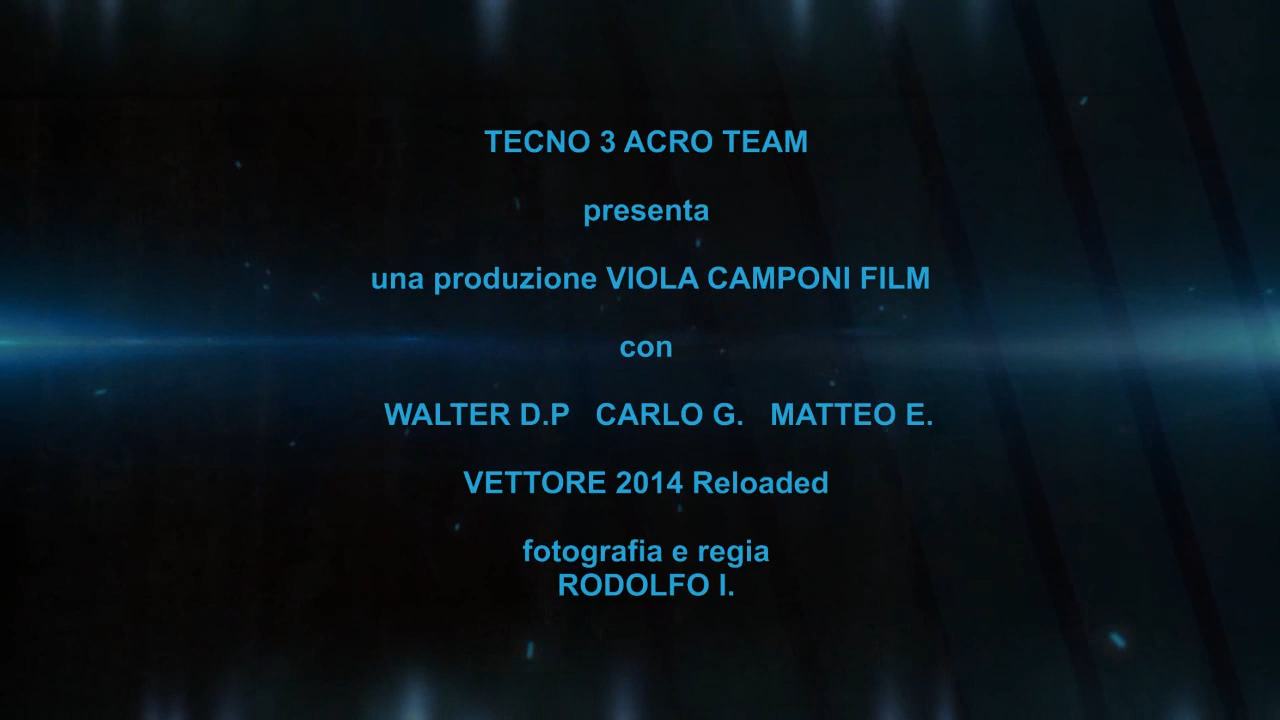 TECNO 3 ACRO TEAM
presenta
una produzione VIOLA CAMPONI FILM
con
WALTER D.P CARLO G. MATTEO E.
VETTORE 2014 Reloaded
fotografia e regia
RODOLFO I.